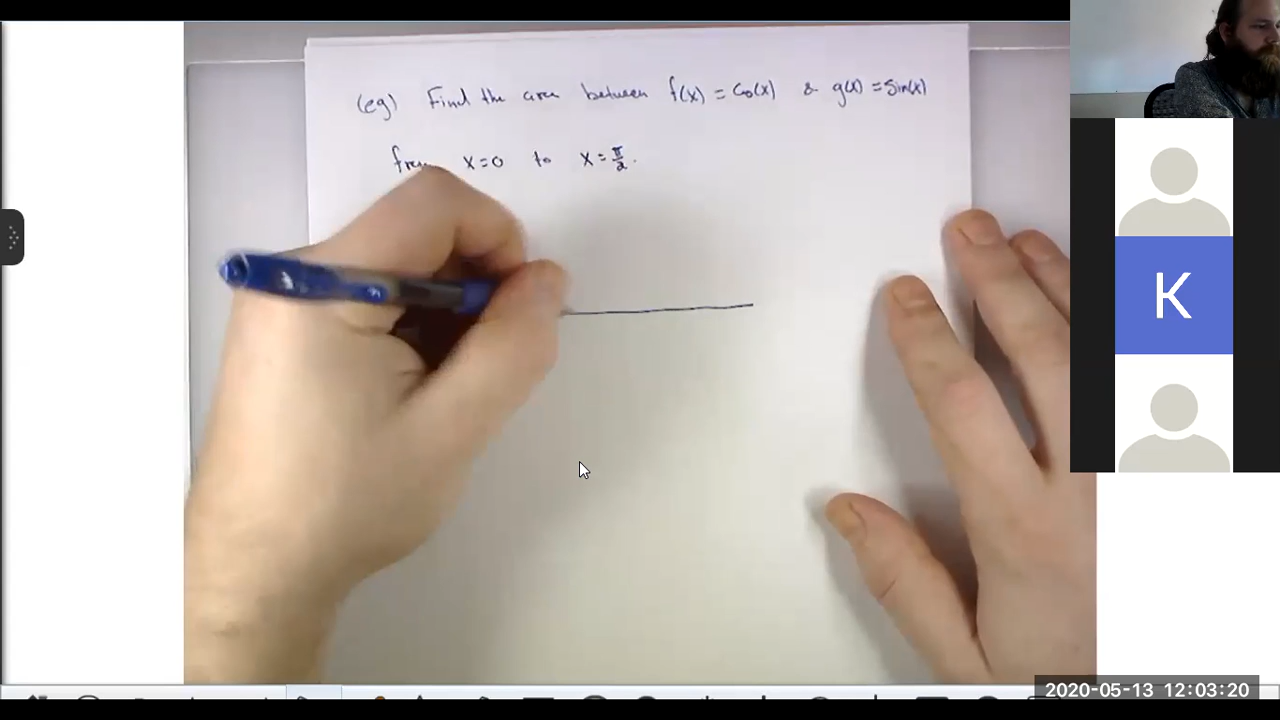 (eg) Find the area between f(x) = Cos(x) & g(x) = Sin(x)
from x=0 to x=π/2.
K
2020-05-13 12:03:20